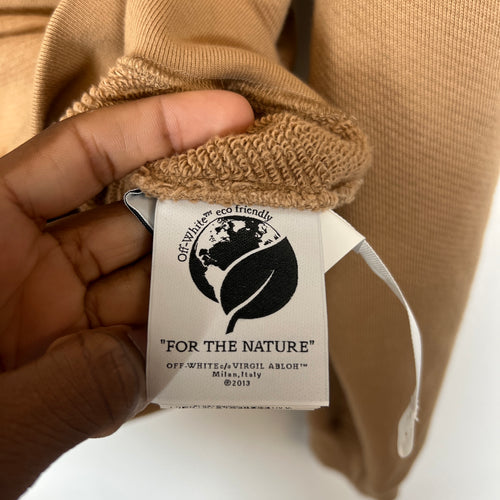 Off-White™ eco friendly
"FOR THE NATURE"
OFF-WHITE c/o VIRGIL ABLOH™
Milan, Italy
©2013